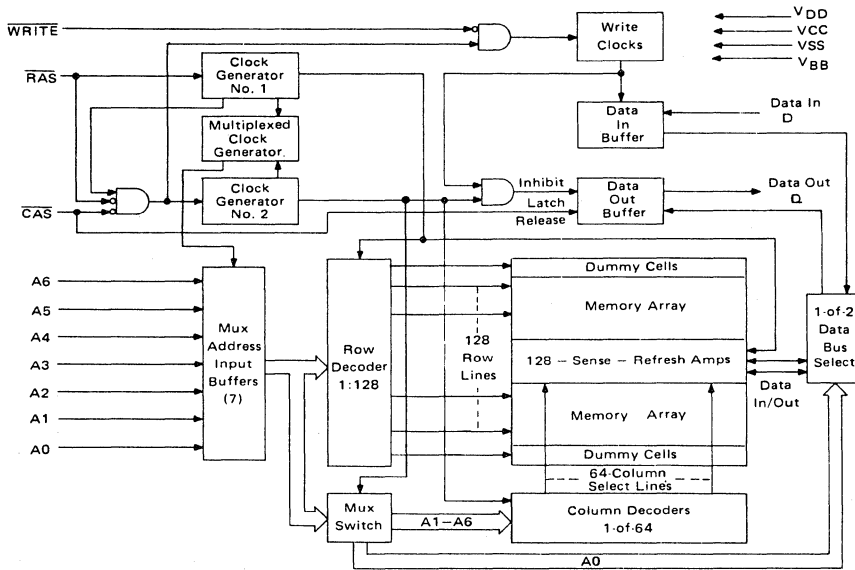 WRITE
RAS
CAS
Clock
Generator
No. 1
Multiplexed
Clock
Generator.
Clock
Generator
No. 2
Write
Clocks
VDD
VCC
VSS
VBB
Data
In
Buffer
Data In
D
Inhibit
Latch
Release
Data
Out
Buffer
Data Out
Q
A6
A5
A4
A3
A2
A1
A0
Mux
Address
Input
Buffers
(7)
Row
Decoder
1:128
128
Row
Lines
Dummy Cells
Memory Array
128 – Sense – Refresh Amps
Memory Array
Dummy Cells
1-of-2
Data
Bus
Select
Data
In/Out
64-Column
Select Lines
Mux
Switch
A1–A6
Column Decoders
1-of-64
A0